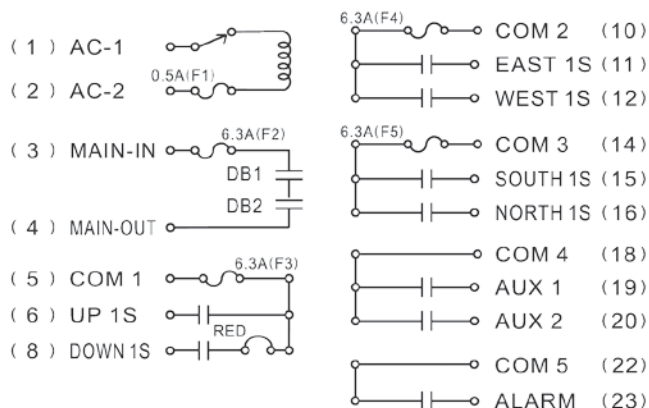 ( 1 ) AC-1
0.5A(F1)
( 2 ) AC-2
6.3A(F2)
( 3 ) MAIN-IN
DB1
DB2
( 4 ) MAIN-OUT
6.3A(F3)
( 5 ) COM 1
( 6 ) UP 1S
RED
( 8 ) DOWN 1S
6.3A(F4)
COM 2 (10)
EAST 1S (11)
WEST 1S (12)
6.3A(F5)
COM 3 (14)
SOUTH 1S (15)
NORTH 1S (16)
COM 4 (18)
AUX 1 (19)
AUX 2 (20)
COM 5 (22)
ALARM (23)